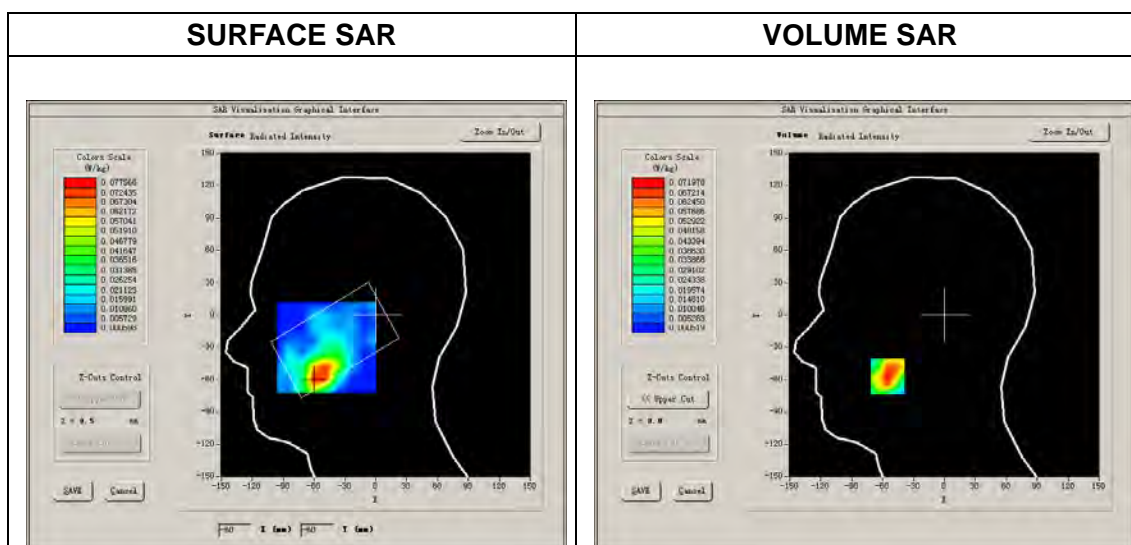 SURFACE SAR
VOLUME SAR
SAR Visualisation Graphical Interface
Surface Radiated Intensity
Zoom In/Out
Colors Scale
(W/kg)
0.077566
0.072435
0.067304
0.062172
0.057041
0.051910
0.046779
0.041647
0.036516
0.031385
0.026254
0.021123
0.015991
0.010860
0.005729
150
120
90
60
30
0
-30
-60
-90
-120
-150
-150 -120 -90 -60 -30 0 30 60 90 120 150
X
Y
Z-Cuts Control
mm
SAVE
Cancel
-60 X (mm) -60 Y (mm)
SAR Visualisation Graphical Interface
Volume Radiated Intensity
Zoom In/Out
Colors Scale
(W/kg)
0.071978
0.067214
0.062450
0.057686
0.052922
0.048158
0.043394
0.038630
0.033866
0.029102
0.024338
0.019574
0.014810
0.010046
0.005283
0.000519
150
120
90
60
30
0
-30
-60
-90
-120
-150
-150 -120 -90 -60 -30 0 30 60 90 120 150
X
Y
Z-Cuts Control
<< Upper Cut
mm
SAVE
Cancel